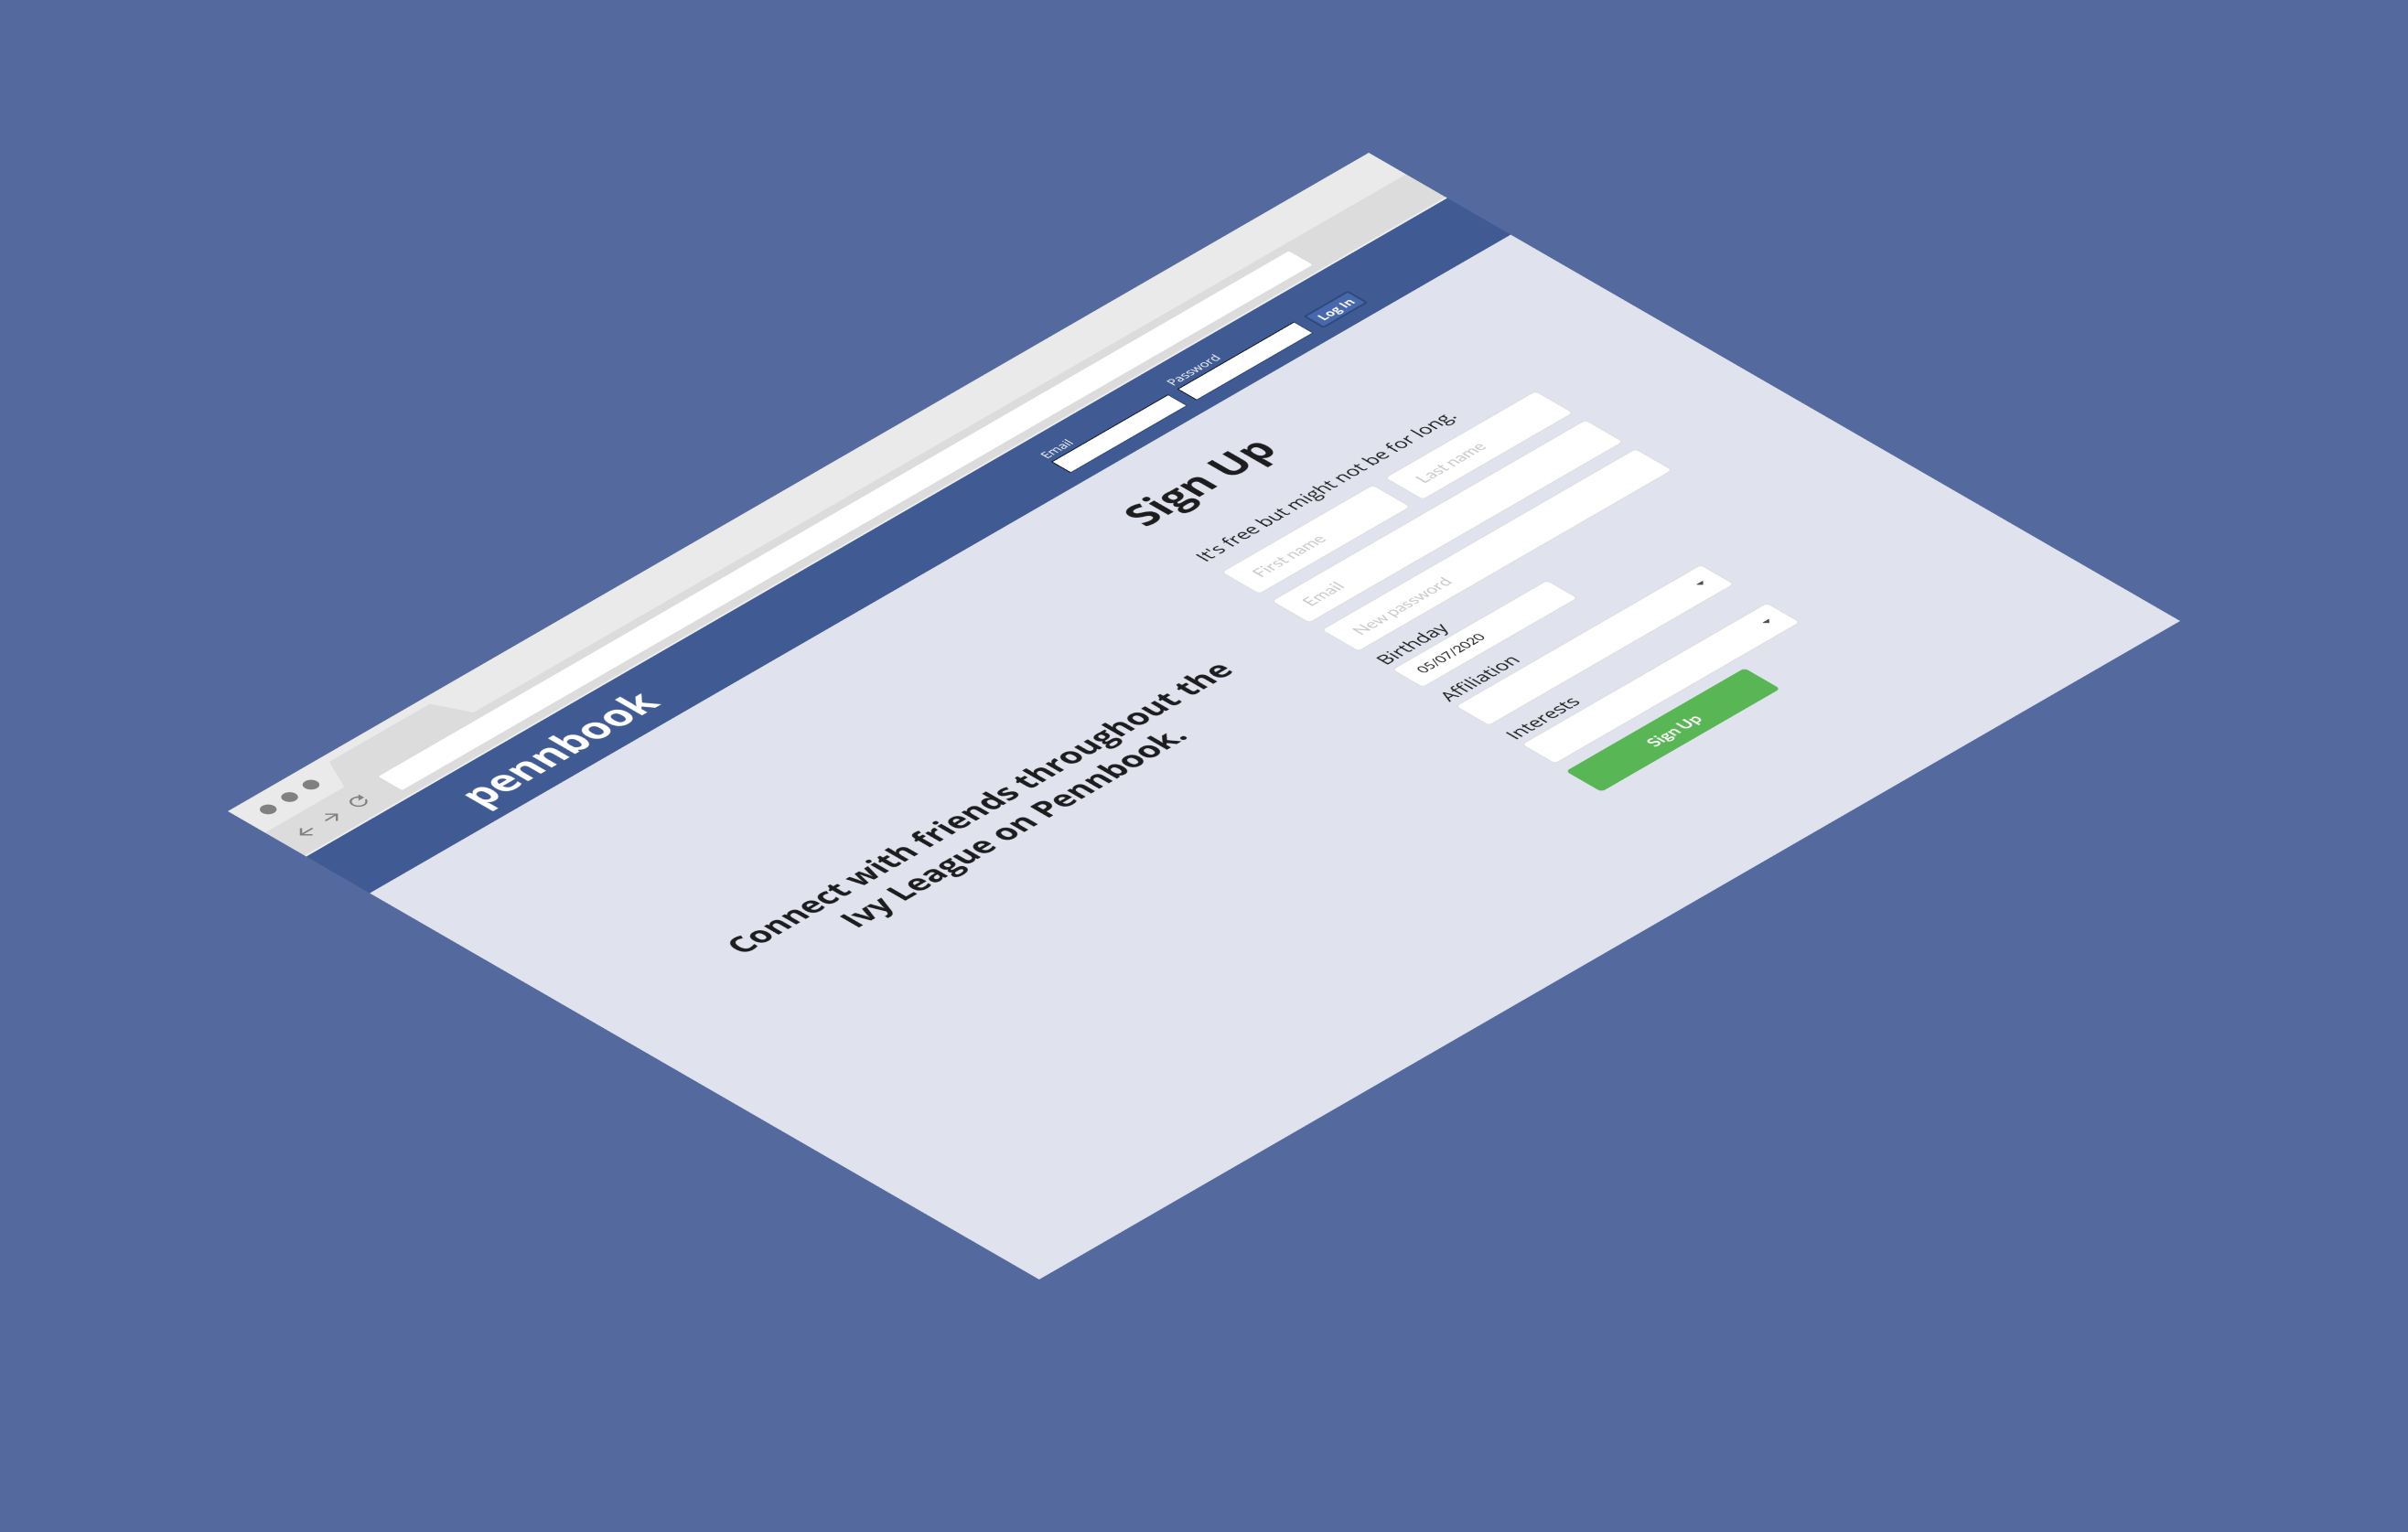 pennbook
Email
Password
Log In
Connect with friends throughout the
Ivy League on Pennbook.
Sign Up
It's free but might not be for long.
First name
Last name
Email
New password
Birthday
05/07/2020
Affiliation
Interests
Sign Up